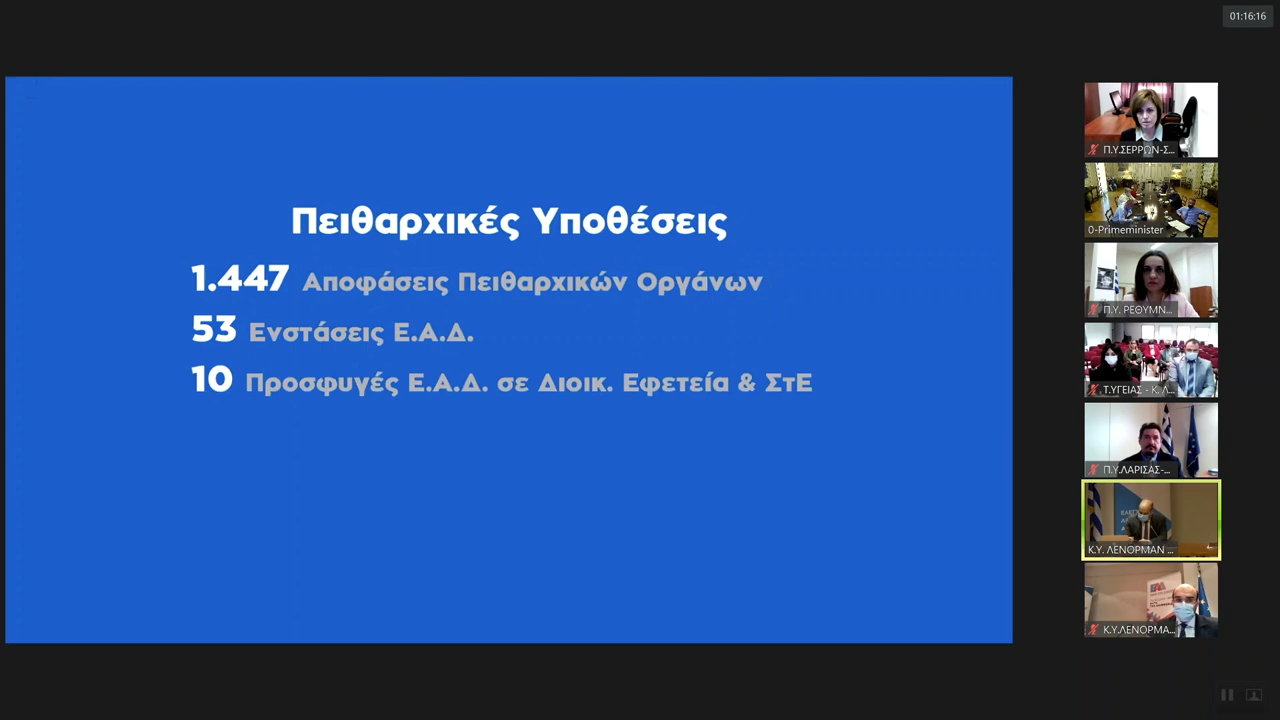 01:16:16
Πειθαρχικές Υποθέσεις
1.447 Αποφάσεις Πειθαρχικών Οργάνων
53 Ενστάσεις Ε.Α.Δ.
10 Προσφυγές Ε.Α.Δ. σε Διοικ. Εφετεία & ΣτΕ
Π.Υ.ΣΕΡΡΩΝ-Σ...
0-Primeminister
Π.Υ. ΡΕΘΥΜΝ...
Τ.ΥΓΕΙΑΣ - Κ. Λ...
Π.Υ.ΛΑΡΙΣΑΣ-...
Κ.Υ. ΛΕΝΟΡΜΑΝ ...
Κ.Υ.ΛΕΝΟΡΜΑ...